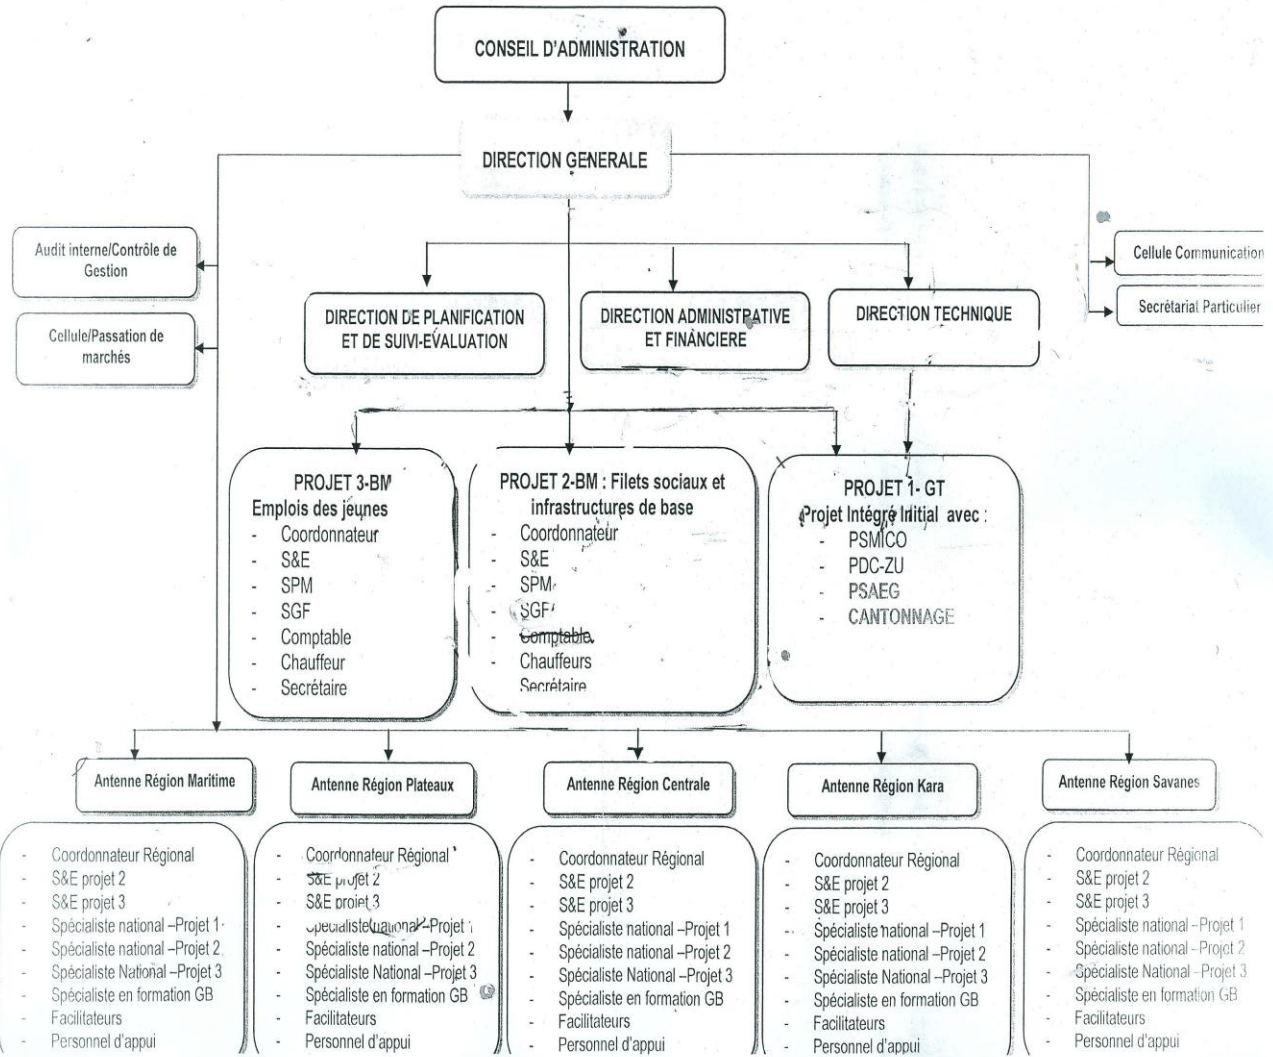 CONSEIL D'ADMINISTRATION
DIRECTION GENERALE
Audit interne/Contrôle de
Gestion
Cellule/Passation de
marchés
Cellule Communication
Secrétarial Particulier
DIRECTION DE PLANIFICATION
ET DE SUIVI-EVALUATION
DIRECTION ADMINISTRATIVE
ET FINANCIERE
DIRECTION TECHNIQUE
PROJET 3-BM
Emplois des jeunes
- Coordonnateur
- S&E
- SPM
- SGF
- Comptable
- Chauffeur
- Secrétaire
PROJET 2-BM : Filets sociaux et
infrastructures de base
- Coordonnateur
- S&E
- SPM
- SGF
- Comptable
- Chauffeurs
- Secrétaire
PROJET 1- GT
Projet Intégré Initial avec :
- PSMICO
- PDC-ZU
- PSAEG
- CANTONNAGE
Antenne Région Maritime
- Coordonnateur Régional
- S&E projet 2
- S&E projet 3
- Spécialiste national –Projet 1
- Spécialiste national –Projet 2
- Spécialiste National –Projet 3
- Spécialiste en formation GB
- Facilitateurs
- Personnel d'appui
Antenne Région Plateaux
- Coordonnateur Régional
- S&E projet 2
- S&E projet 3
- Spécialiste national –Projet 1
- Spécialiste national –Projet 2
- Spécialiste National –Projet 3
- Spécialiste en formation GB
- Facilitateurs
- Personnel d'appui
Antenne Région Centrale
- Coordonnateur Régional
- S&E projet 2
- S&E projet 3
- Spécialiste national –Projet 1
- Spécialiste national –Projet 2
- Spécialiste National –Projet 3
- Spécialiste en formation GB
- Facilitateurs
- Personnel d'appui
Antenne Région Kara
- Coordonnateur Régional
- S&E projet 2
- S&E projet 3
- Spécialiste national –Projet 1
- Spécialiste national –Projet 2
- Spécialiste National –Projet 3
- Spécialiste en formation GB
- Facilitateurs
- Personnel d'appui
Antenne Région Savanes
- Coordonnateur Régional
- S&E projet 2
- S&E projet 3
- Spécialiste national –Projet 1
- Spécialiste national –Projet 2
- Spécialiste National –Projet 3
- Spécialiste en formation GB
- Facilitateurs
- Personnel d'appui